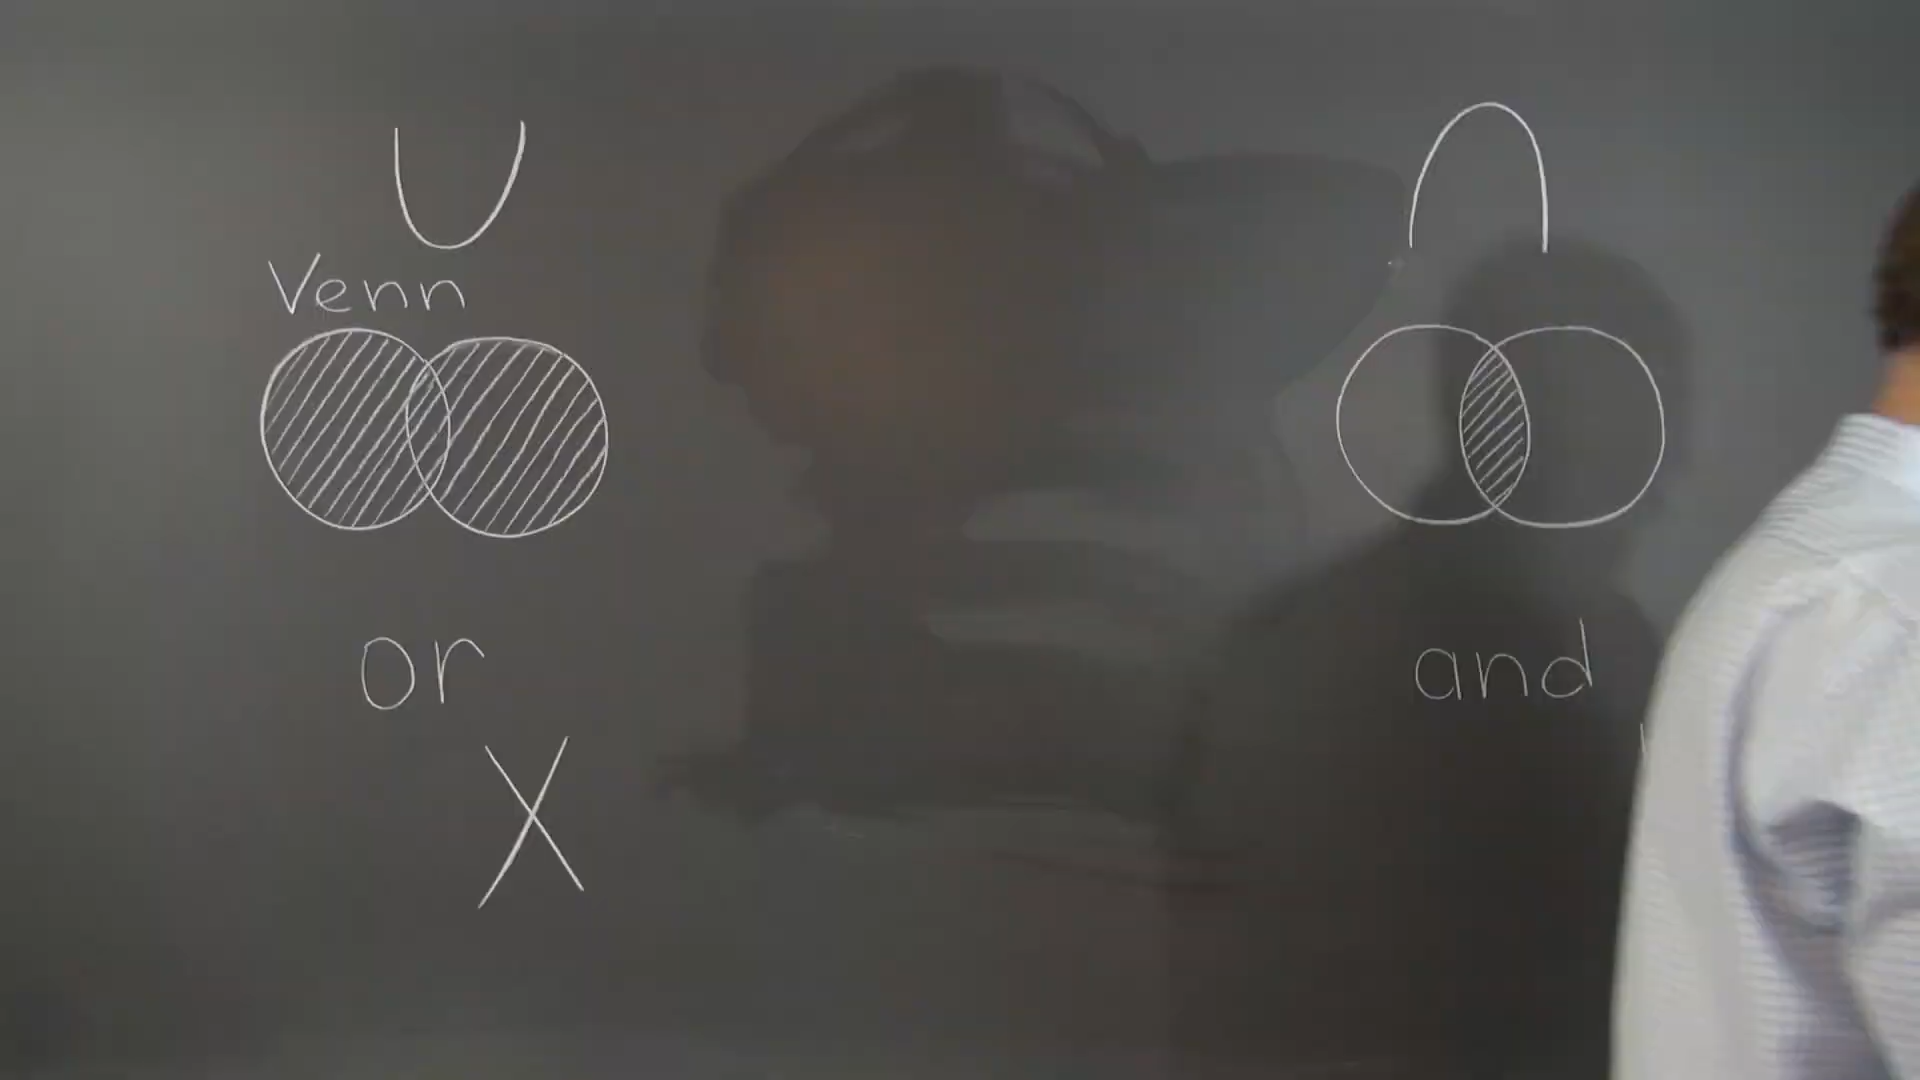 ∪ ∩
Venn
or and
X